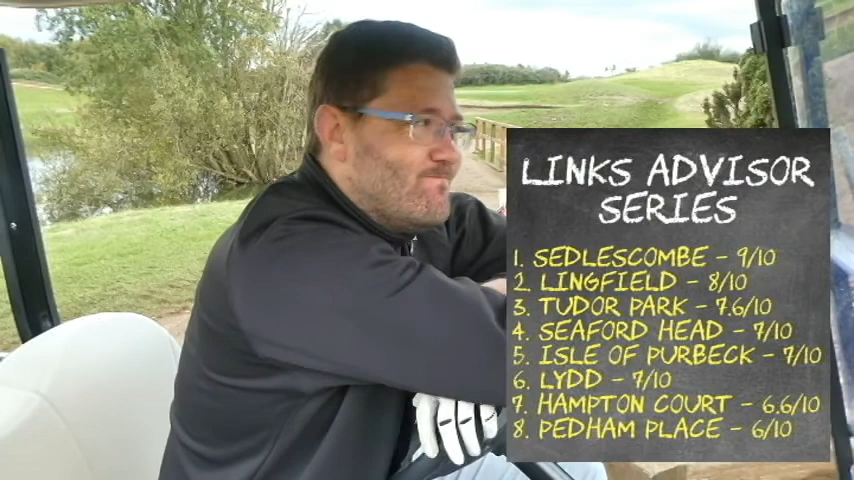 LINKS ADVISOR
SERIES
1. SEDLESCOMBE - 9/10
2. LINGFIELD - 8/10
3. TUDOR PARK - 7.6/10
4. SEAFORD HEAD - 7/10
5. ISLE OF PURBECK - 7/10
6. LYDD - 7/10
7. HAMPTON COURT - 6.6/10
8. PEDHAM PLACE - 6/10